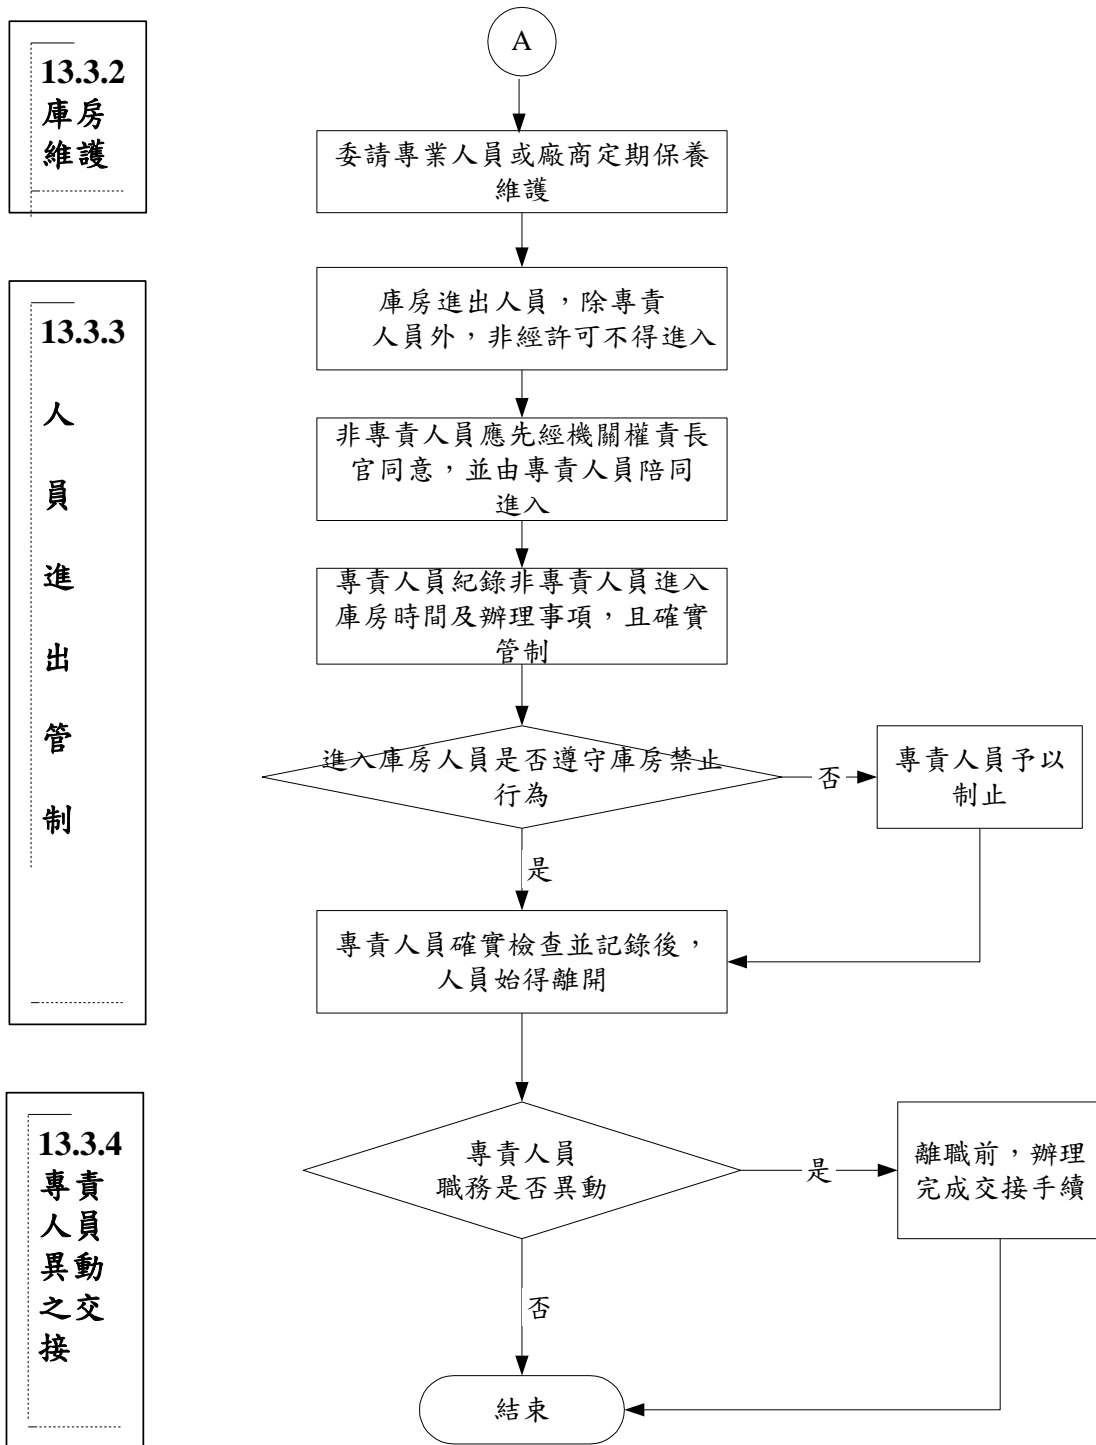 13.3.2
庫房
維護
A
委請專業人員或廠商定期保養
維護
13.3.3
人
員
進
出
管
制
庫房進出人員，除專責
人員外，非經許可不得進入
非專責人員應先經機關權責長
官同意，並由專責人員陪同
進入
專責人員紀錄非專責人員進入
庫房時間及辦理事項，且確實
管制
進入庫房人員是否遵守庫房禁止
行為
否
專責人員予以
制止
是
專責人員確實檢查並記錄後，
人員始得離開
13.3.4
專責
人員
異動
之交
接
專責人員
職務是否異動
是
離職前，辦理
完成交接手續
否
結束